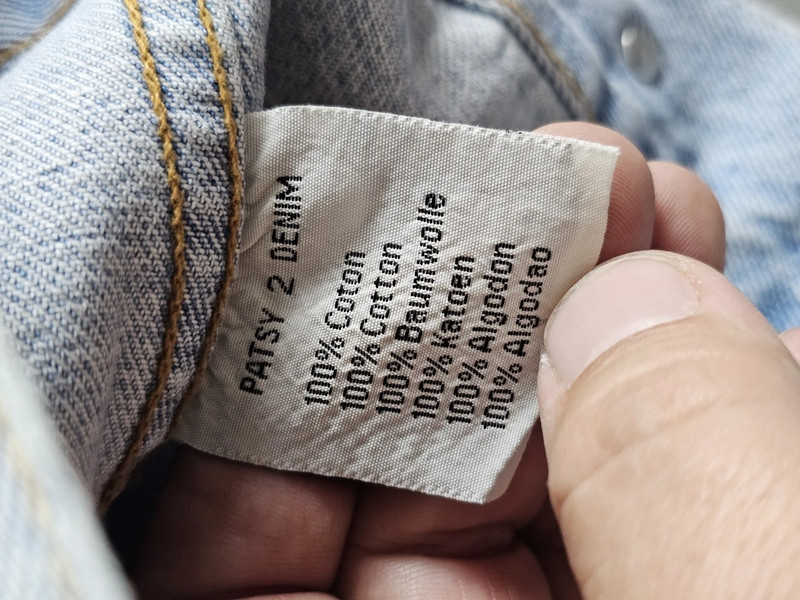 PATSY 2 DENIM
100% Coton
100% Cotton
100% Baumwolle
100% Katoen
100% Algodon
100% Algodao